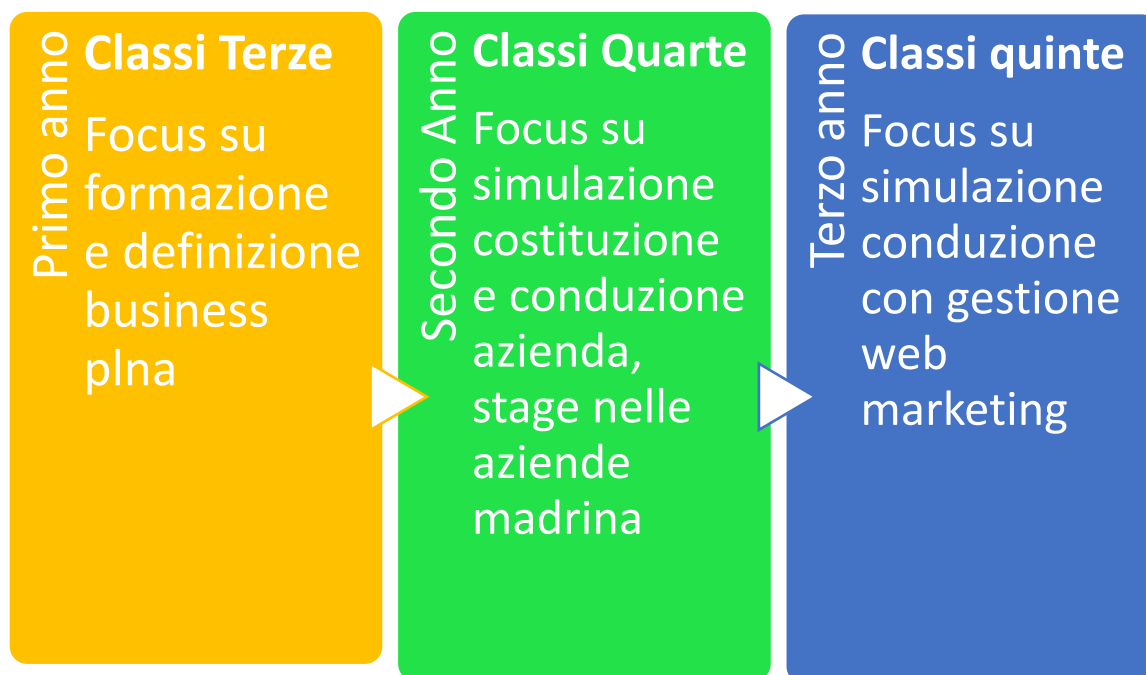 Primo anno
Classi Terze
Focus su
formazione
e definizione
business
plna
Secondo Anno
Classi Quarte
Focus su
simulazione
costituzione
e conduzione
azienda,
stage nelle
aziende
madrina
Terzo anno
Classi quinte
Focus su
simulazione
conduzione
con gestione
web
marketing